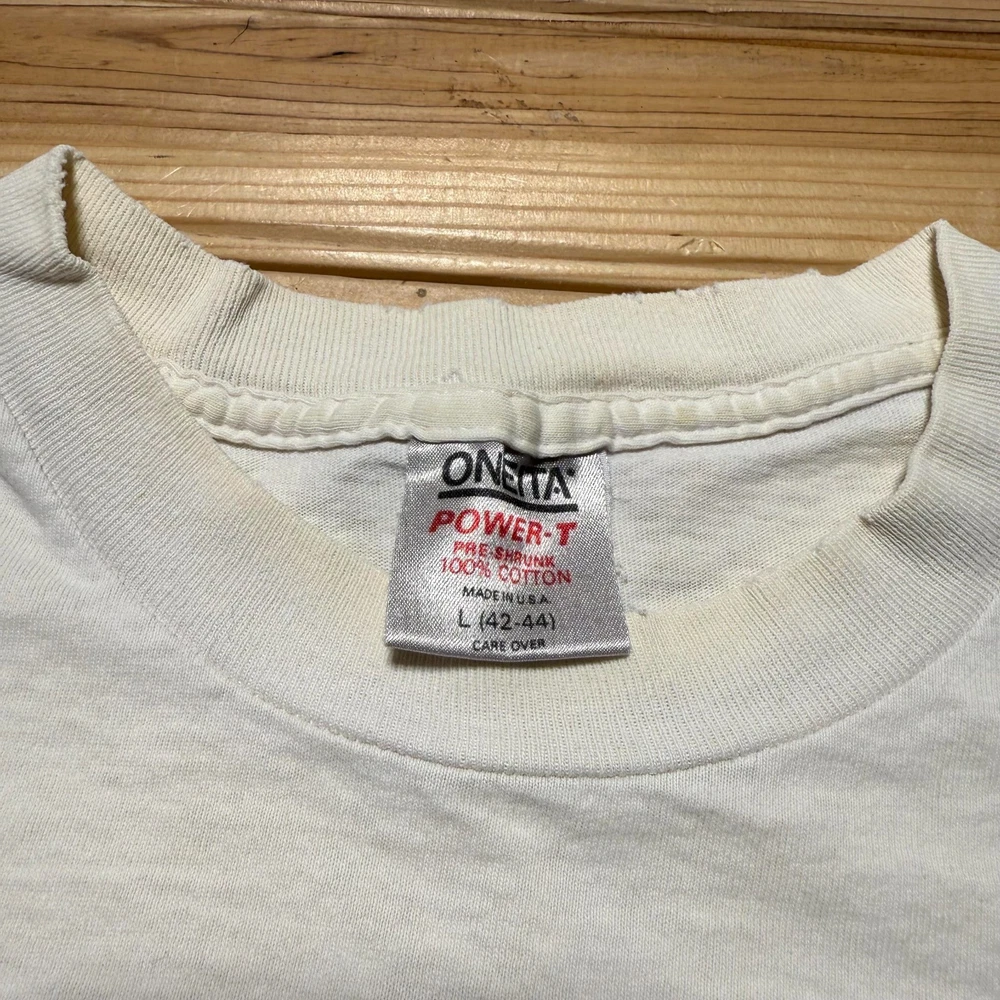 ONEITA
POWER-T
PRE-SHRUNK
100% COTTON
MADE IN U.S.A.
L (42-44)
CARE OVER